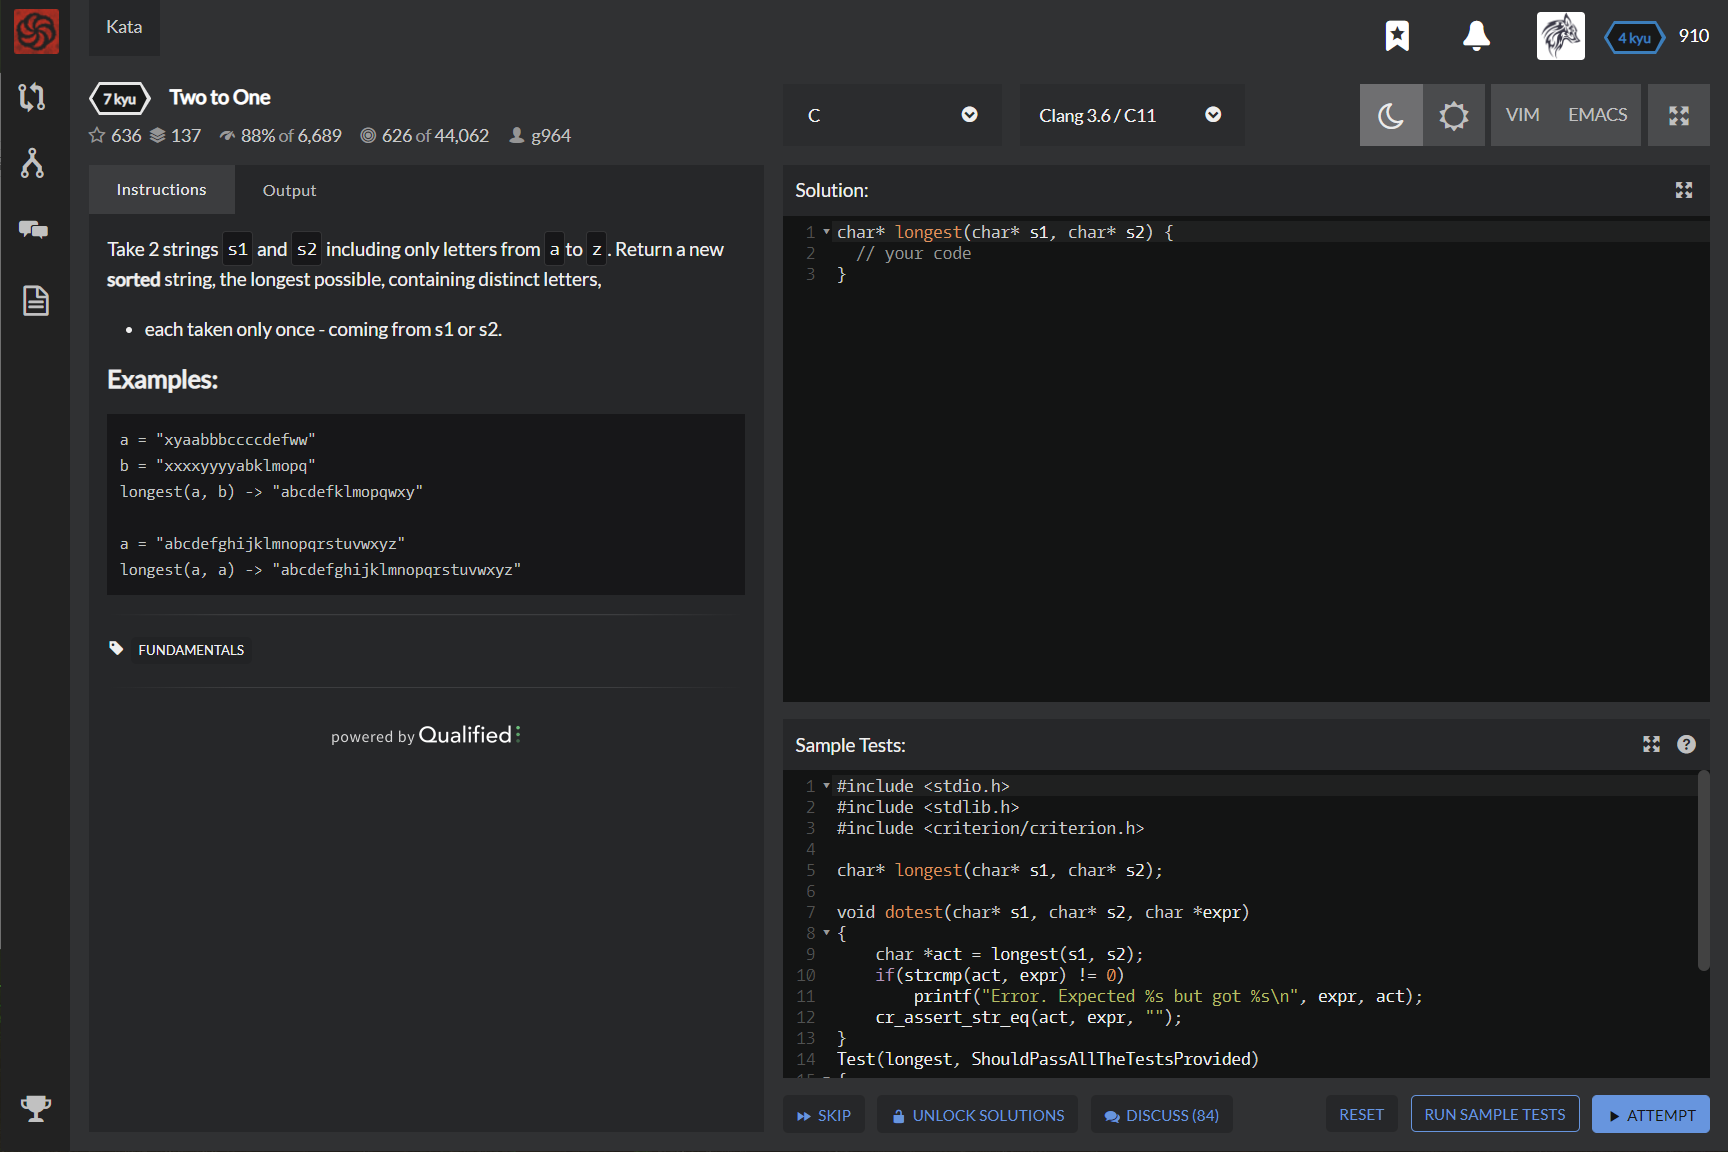 Kata
4 kyu 910
7 kyu Two to One
636 137 88% of 6,689 626 of 44,062 g964
C
Clang 3.6 / C11
VIM EMACS
Instructions Output
Take 2 strings s1 and s2 including only letters from a to z. Return a new
sorted string, the longest possible, containing distinct letters,
• each taken only once - coming from s1 or s2.
Examples:
a = "xyaabbbccccdefww"
b = "xxxxyyyyabklmopq"
longest(a, b) -> "abcdefklmopqwxy"
a = "abcdefghijklmnopqrstuvwxyz"
longest(a, a) -> "abcdefghijklmnopqrstuvwxyz"
FUNDAMENTALS
powered by Qualified
Solution:
1 char* longest(char* s1, char* s2) {
2 // your code
3 }
Sample Tests:
?
1 #include <stdio.h>
2 #include <stdlib.h>
3 #include <criterion/criterion.h>
4
5 char* longest(char* s1, char* s2);
6
7 void dotest(char* s1, char* s2, char *expr)
8 {
9 char *act = longest(s1, s2);
10 if(strcmp(act, expr) != 0)
11 printf("Error. Expected %s but got %s\n", expr, act);
12 cr_assert_str_eq(act, expr, "");
13 }
14 Test(longest, ShouldPassAllTheTestsProvided)
15 {
SKIP UNLOCK SOLUTIONS DISCUSS (84) RESET RUN SAMPLE TESTS ATTEMPT